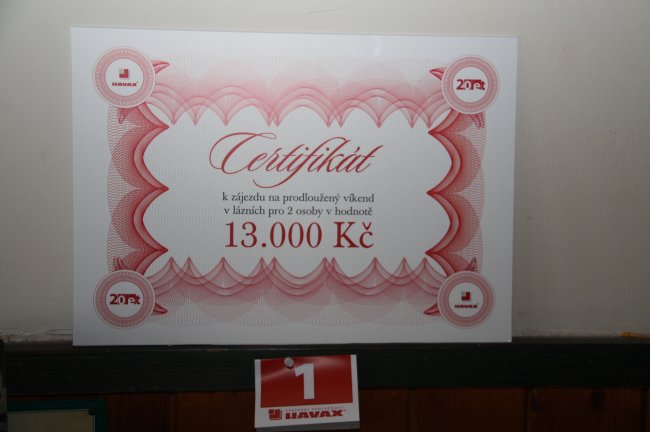 HAVAX
20 let
Certifikát
k zájezdu na prodloužený víkend
v lázních pro 2 osoby v hodnotě
13.000 Kč
20 let
HAVAX
1
HAVAX